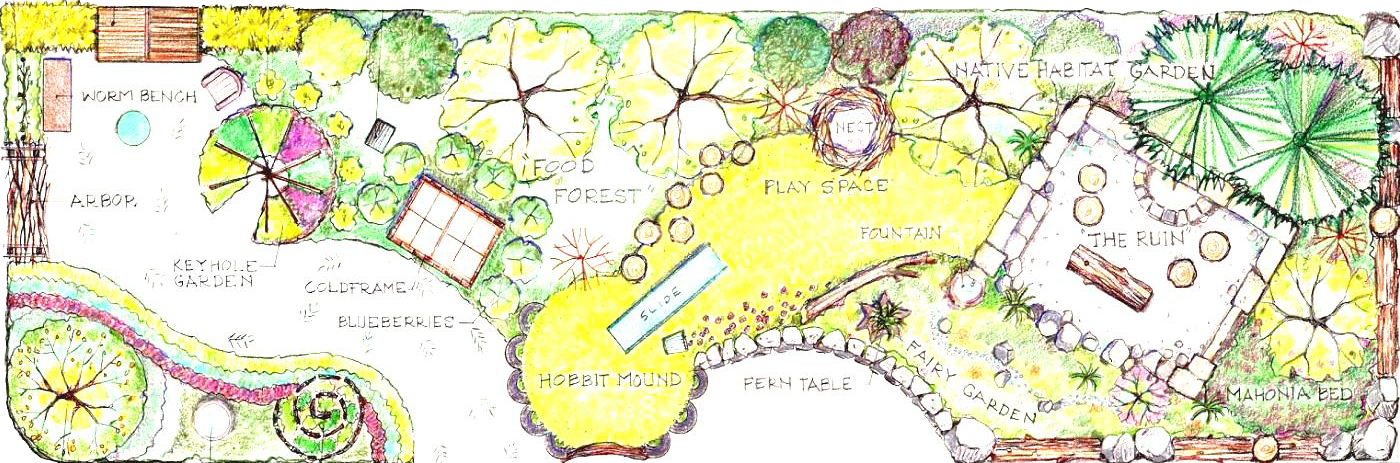 NATIVE HABITAT GARDEN
WORM BENCH
NEST
"FOOD
FOREST"
PLAY SPACE
ARBOR
FOUNTAIN
"THE RUIN"
KEYHOLE
GARDEN
COLDFRAME
SLIDE
BLUEBERRIES
HOBBIT MOUND
FERN TABLE
FAIRY GARDEN
MAHONIA BED